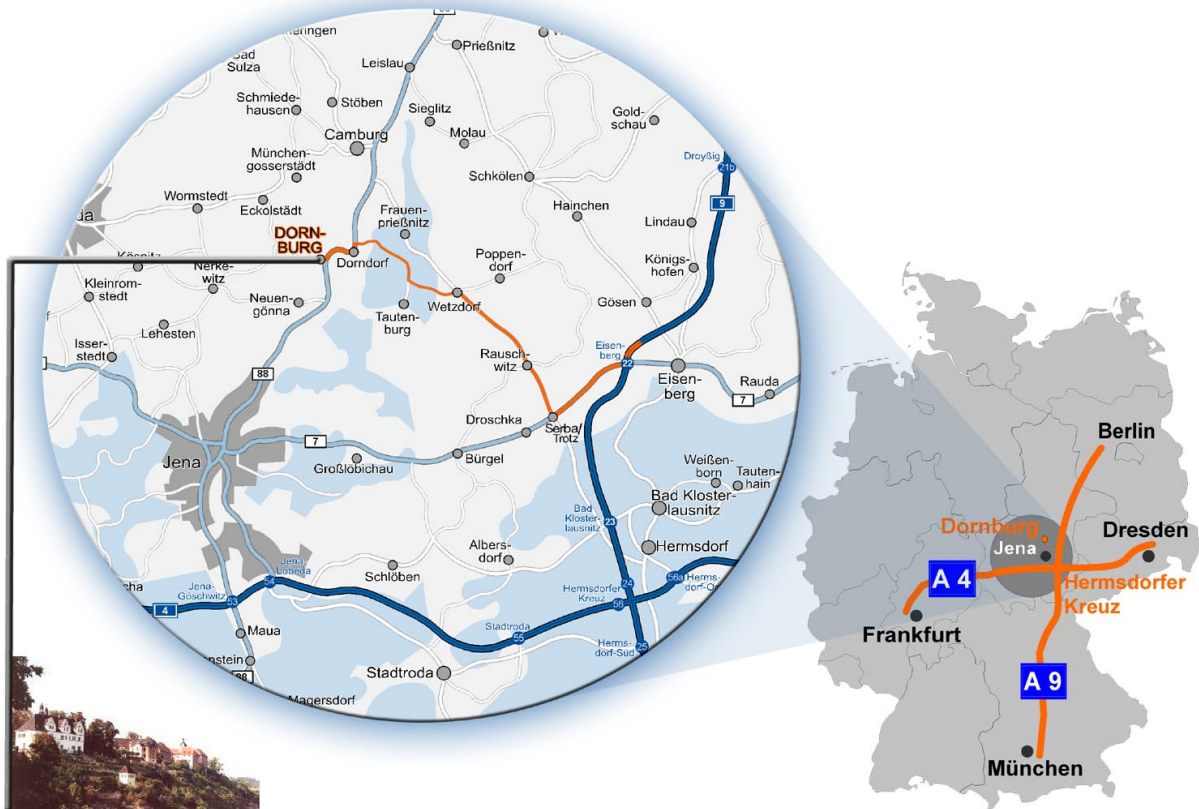 88
Prießnitz
Bad
Sulza
Leislau
Schmiede-
hausen
Stöben
Sieglitz
Gold-
schau
Camburg
Molau
Droyßig
21b
München-
gosserstädt
Schkölen
Wormstedt
Eckolstädt
Frauen-
prießnitz
Hainchen
9
Lindau
DORN-
BURG
Dorndorf
Poppen-
dorf
Königs-
hofen
Nerke-
witz
Kleinrom-
stedt
Neuen-
gönna
Tauten-
burg
Wetzdorf
Gösen
Lehesten
Isser-
stedt
Rausch-
witz
Eisen-
berg
22
Eisen-
berg
Rauda
88
7
Droschka
Serba/
Trotz
7
Jena
Großlöbichau
Bürgel
Weißen-
born
Tauten-
hain
Bad Kloster-
lausnitz
Bad
Kloster-
lausnitz
23
Albers-
dorf
Hermsdorf
Schlöben
Jena-
Lobeda
54
Jena-
Göschwitz
53
4
Hermsdorfer
Kreuz
24
56
56a
Herms-
dorf-O
Maua
Stadtroda
55
Herms-
dorf-Süd
25
Stadtroda
88
Magersdorf
Berlin
Dornburg
Jena
Dresden
A 4
Hermsdorfer
Kreuz
Frankfurt
A 9
München